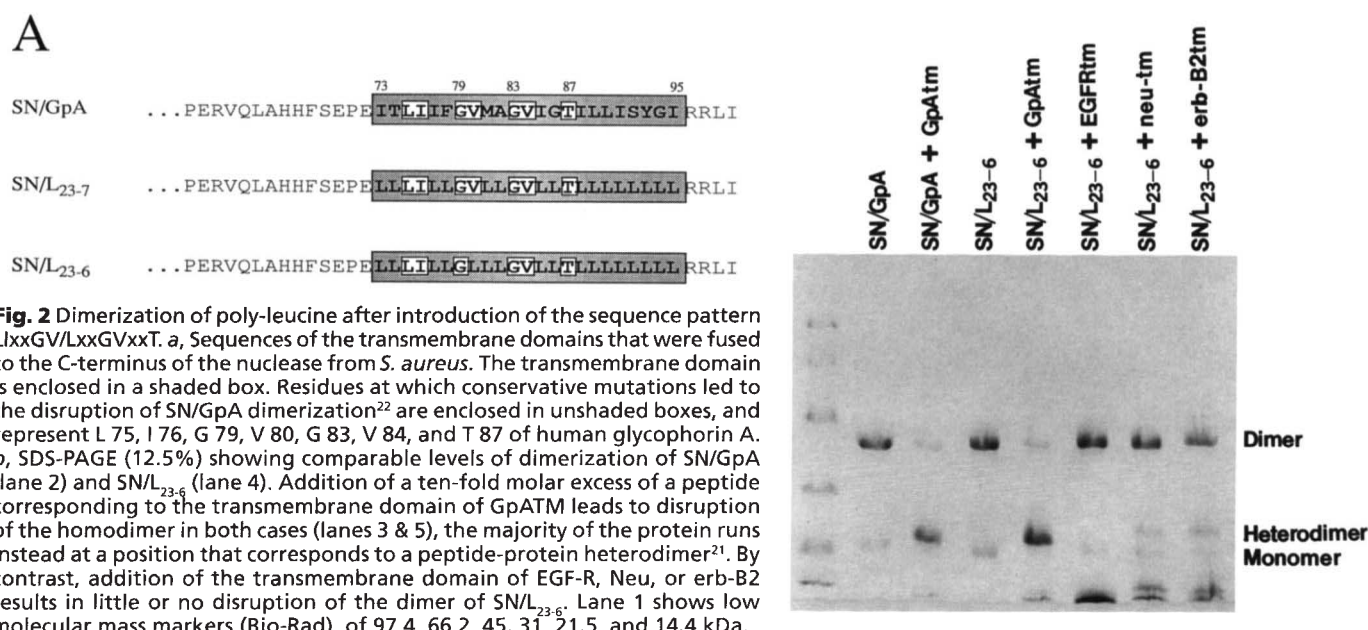 A
73 79 83 87 95
SN/GpA ...PERVQLAHHFSEPEITLIIFGVMAGVIGTILLISYGIRRLI
SN/L23-7 ...PERVQLAHHFSEPELLLILLGVLLGVLLTLLLLLLLLRRLI
SN/L23-6 ...PERVQLAHHFSEPELLLILLGLLLGVLLTLLLLLLLLRRLI
Fig. 2 Dimerization of poly-leucine after introduction of the sequence pattern
LIxxGV/LxxGVxxT. a, Sequences of the transmembrane domains that were fused
to the C-terminus of the nuclease from S. aureus. The transmembrane domain
is enclosed in a shaded box. Residues at which conservative mutations led to
the disruption of SN/GpA dimerization22 are enclosed in unshaded boxes, and
represent L 75, I 76, G 79, V 80, G 83, V 84, and T 87 of human glycophorin A.
b, SDS-PAGE (12.5%) showing comparable levels of dimerization of SN/GpA
(lane 2) and SN/L23-6 (lane 4). Addition of a ten-fold molar excess of a peptide
corresponding to the transmembrane domain of GpATM leads to disruption
of the homodimer in both cases (lanes 3 & 5), the majority of the protein runs
instead at a position that corresponds to a peptide-protein heterodimer21. By
contrast, addition of the transmembrane domain of EGF-R, Neu, or erb-B2
results in little or no disruption of the dimer of SN/L23-6. Lane 1 shows low
molecular mass markers (Bio-Rad), of 97.4, 66.2, 45, 31, 21.5, and 14.4 kDa.
SN/GpA
SN/GpA + GpAtm
SN/L23-6
SN/L23-6 + GpAtm
SN/L23-6 + EGFRtm
SN/L23-6 + neu-tm
SN/L23-6 + erb-B2tm
Dimer
Heterodimer
Monomer